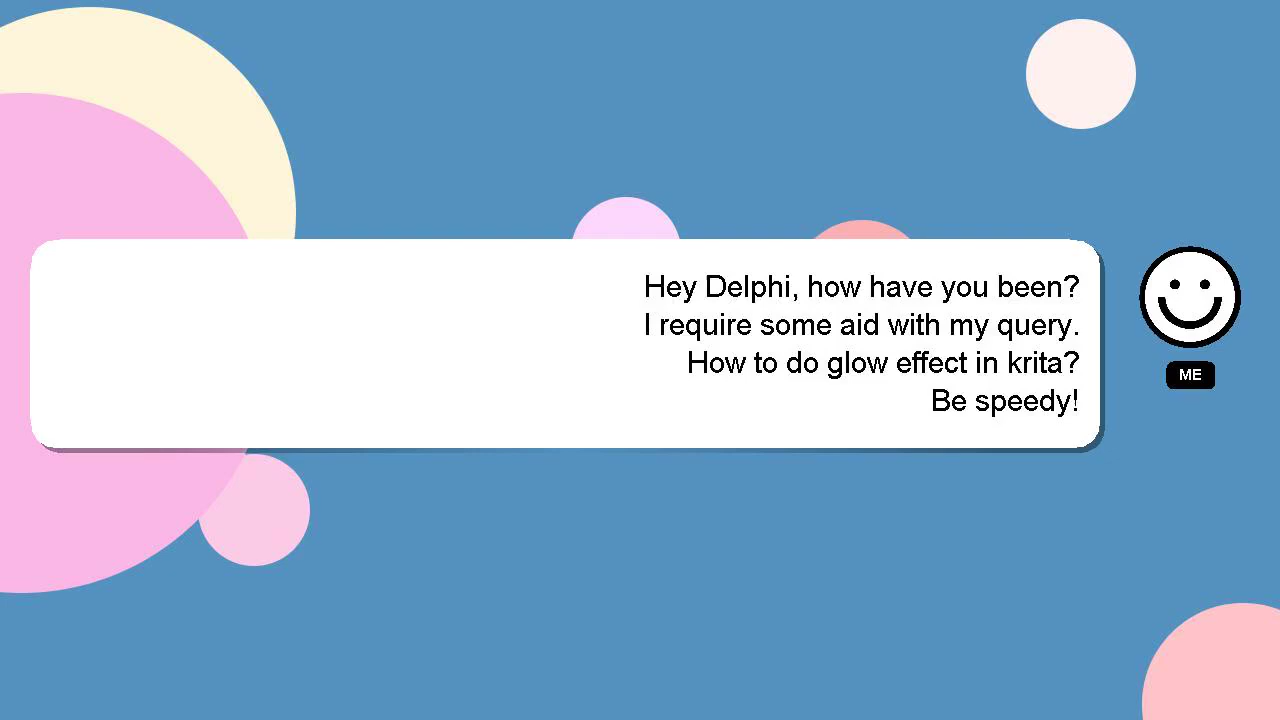 Hey Delphi, how have you been?
I require some aid with my query.
How to do glow effect in krita?
Be speedy!
ME